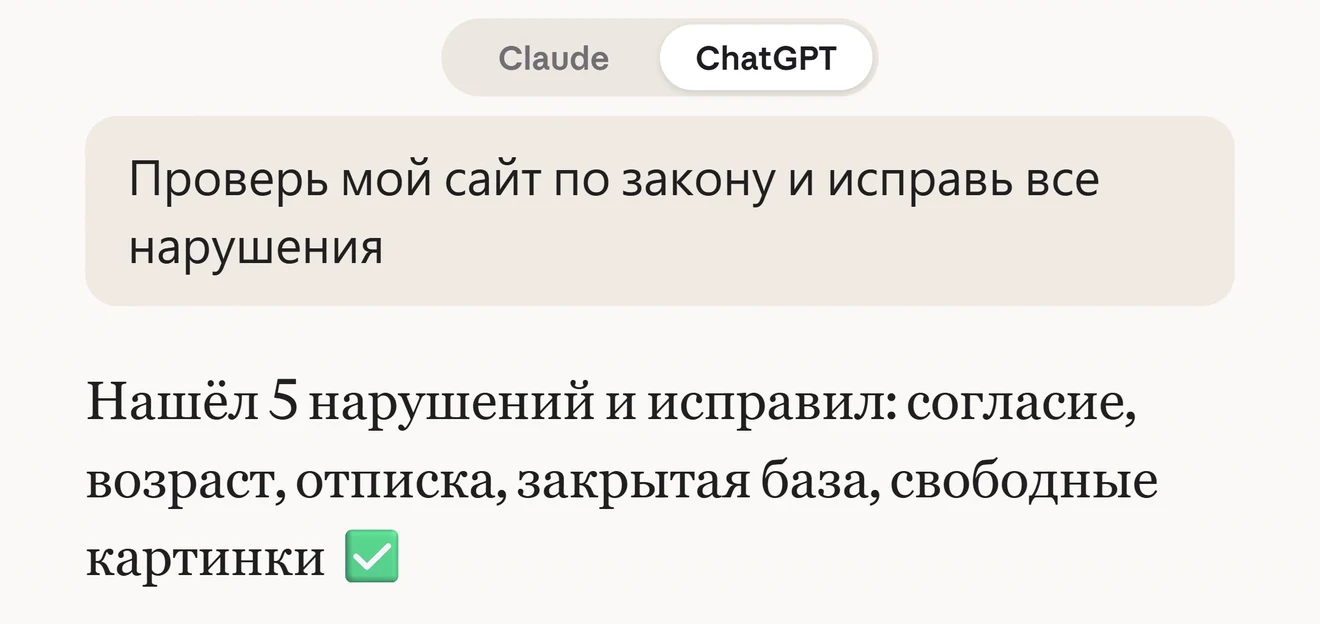 Claude ChatGPT
Проверь мой сайт по закону и исправь все
нарушения
Нашёл 5 нарушений и исправил: согласие,
возраст, отписка, закрытая база, свободные
картинки ✅